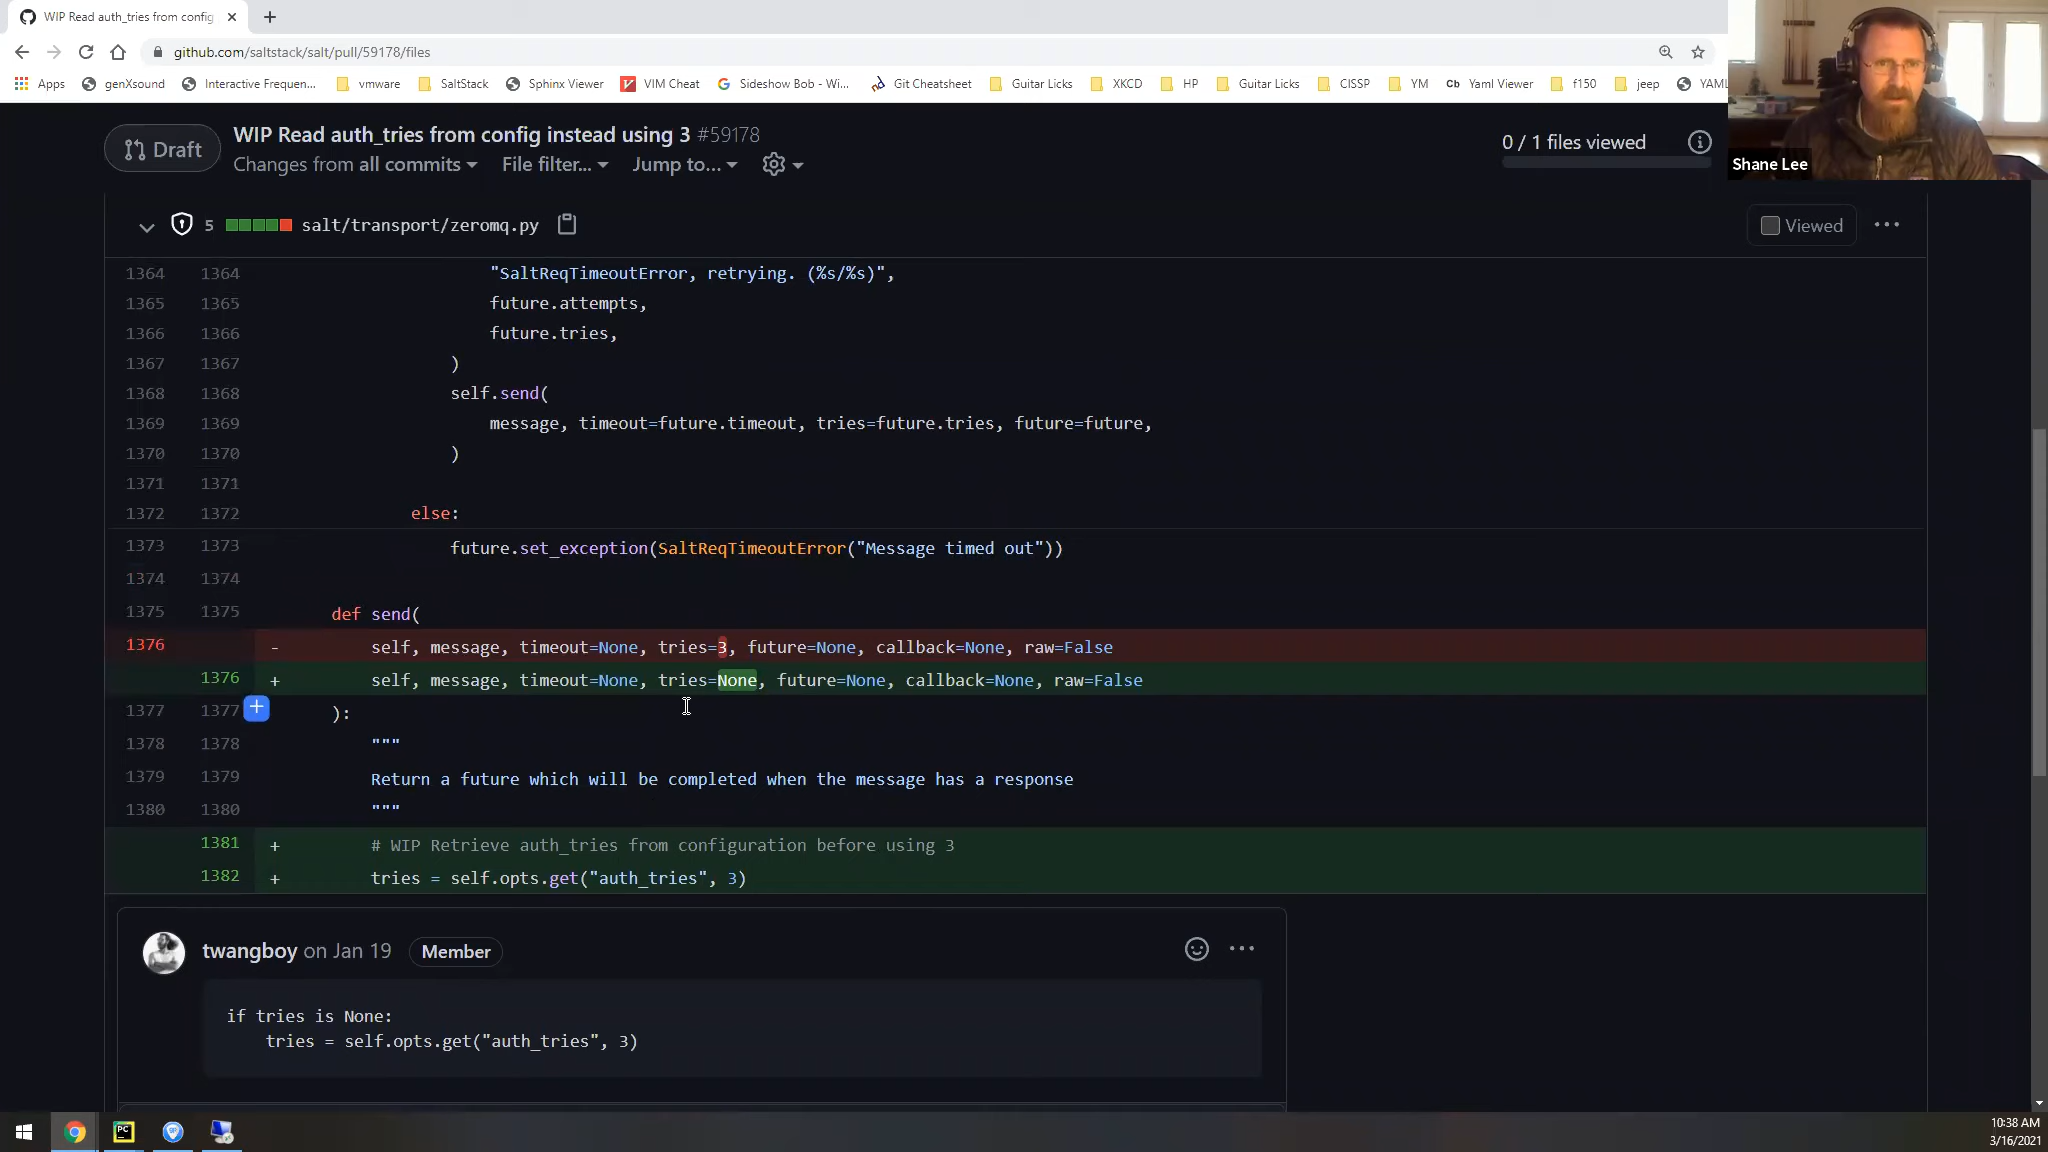 WIP Read auth_tries from config
github.com/saltstack/salt/pull/59178/files
Apps genXsound Interactive Frequen... vmware SaltStack Sphinx Viewer VIM Cheat Sideshow Bob - Wi... Git Cheatsheet Guitar Licks XKCD HP Guitar Licks CISSP YM Cb Yaml Viewer f150 jeep YAML
Draft
WIP Read auth_tries from config instead using 3 #59178
Changes from all commits File filter... Jump to...
0 / 1 files viewed
Shane Lee
5 salt/transport/zeromq.py
Viewed
1364 1364 "SaltReqTimeoutError, retrying. (%s/%s)",
1365 1365 future.attempts,
1366 1366 future.tries,
1367 1367 )
1368 1368 self.send(
1369 1369 message, timeout=future.timeout, tries=future.tries, future=future,
1370 1370 )
1371 1371
1372 1372 else:
1373 1373 future.set_exception(SaltReqTimeoutError("Message timed out"))
1374 1374
1375 1375 def send(
1376 - self, message, timeout=None, tries=3, future=None, callback=None, raw=False
1376 + self, message, timeout=None, tries=None, future=None, callback=None, raw=False
1377 1377 ):
1378 1378 """
1379 1379 Return a future which will be completed when the message has a response
1380 1380 """
1381 + # WIP Retrieve auth_tries from configuration before using 3
1382 + tries = self.opts.get("auth_tries", 3)
twangboy on Jan 19 Member
if tries is None:
tries = self.opts.get("auth_tries", 3)
PC
10:38 AM
3/16/2021